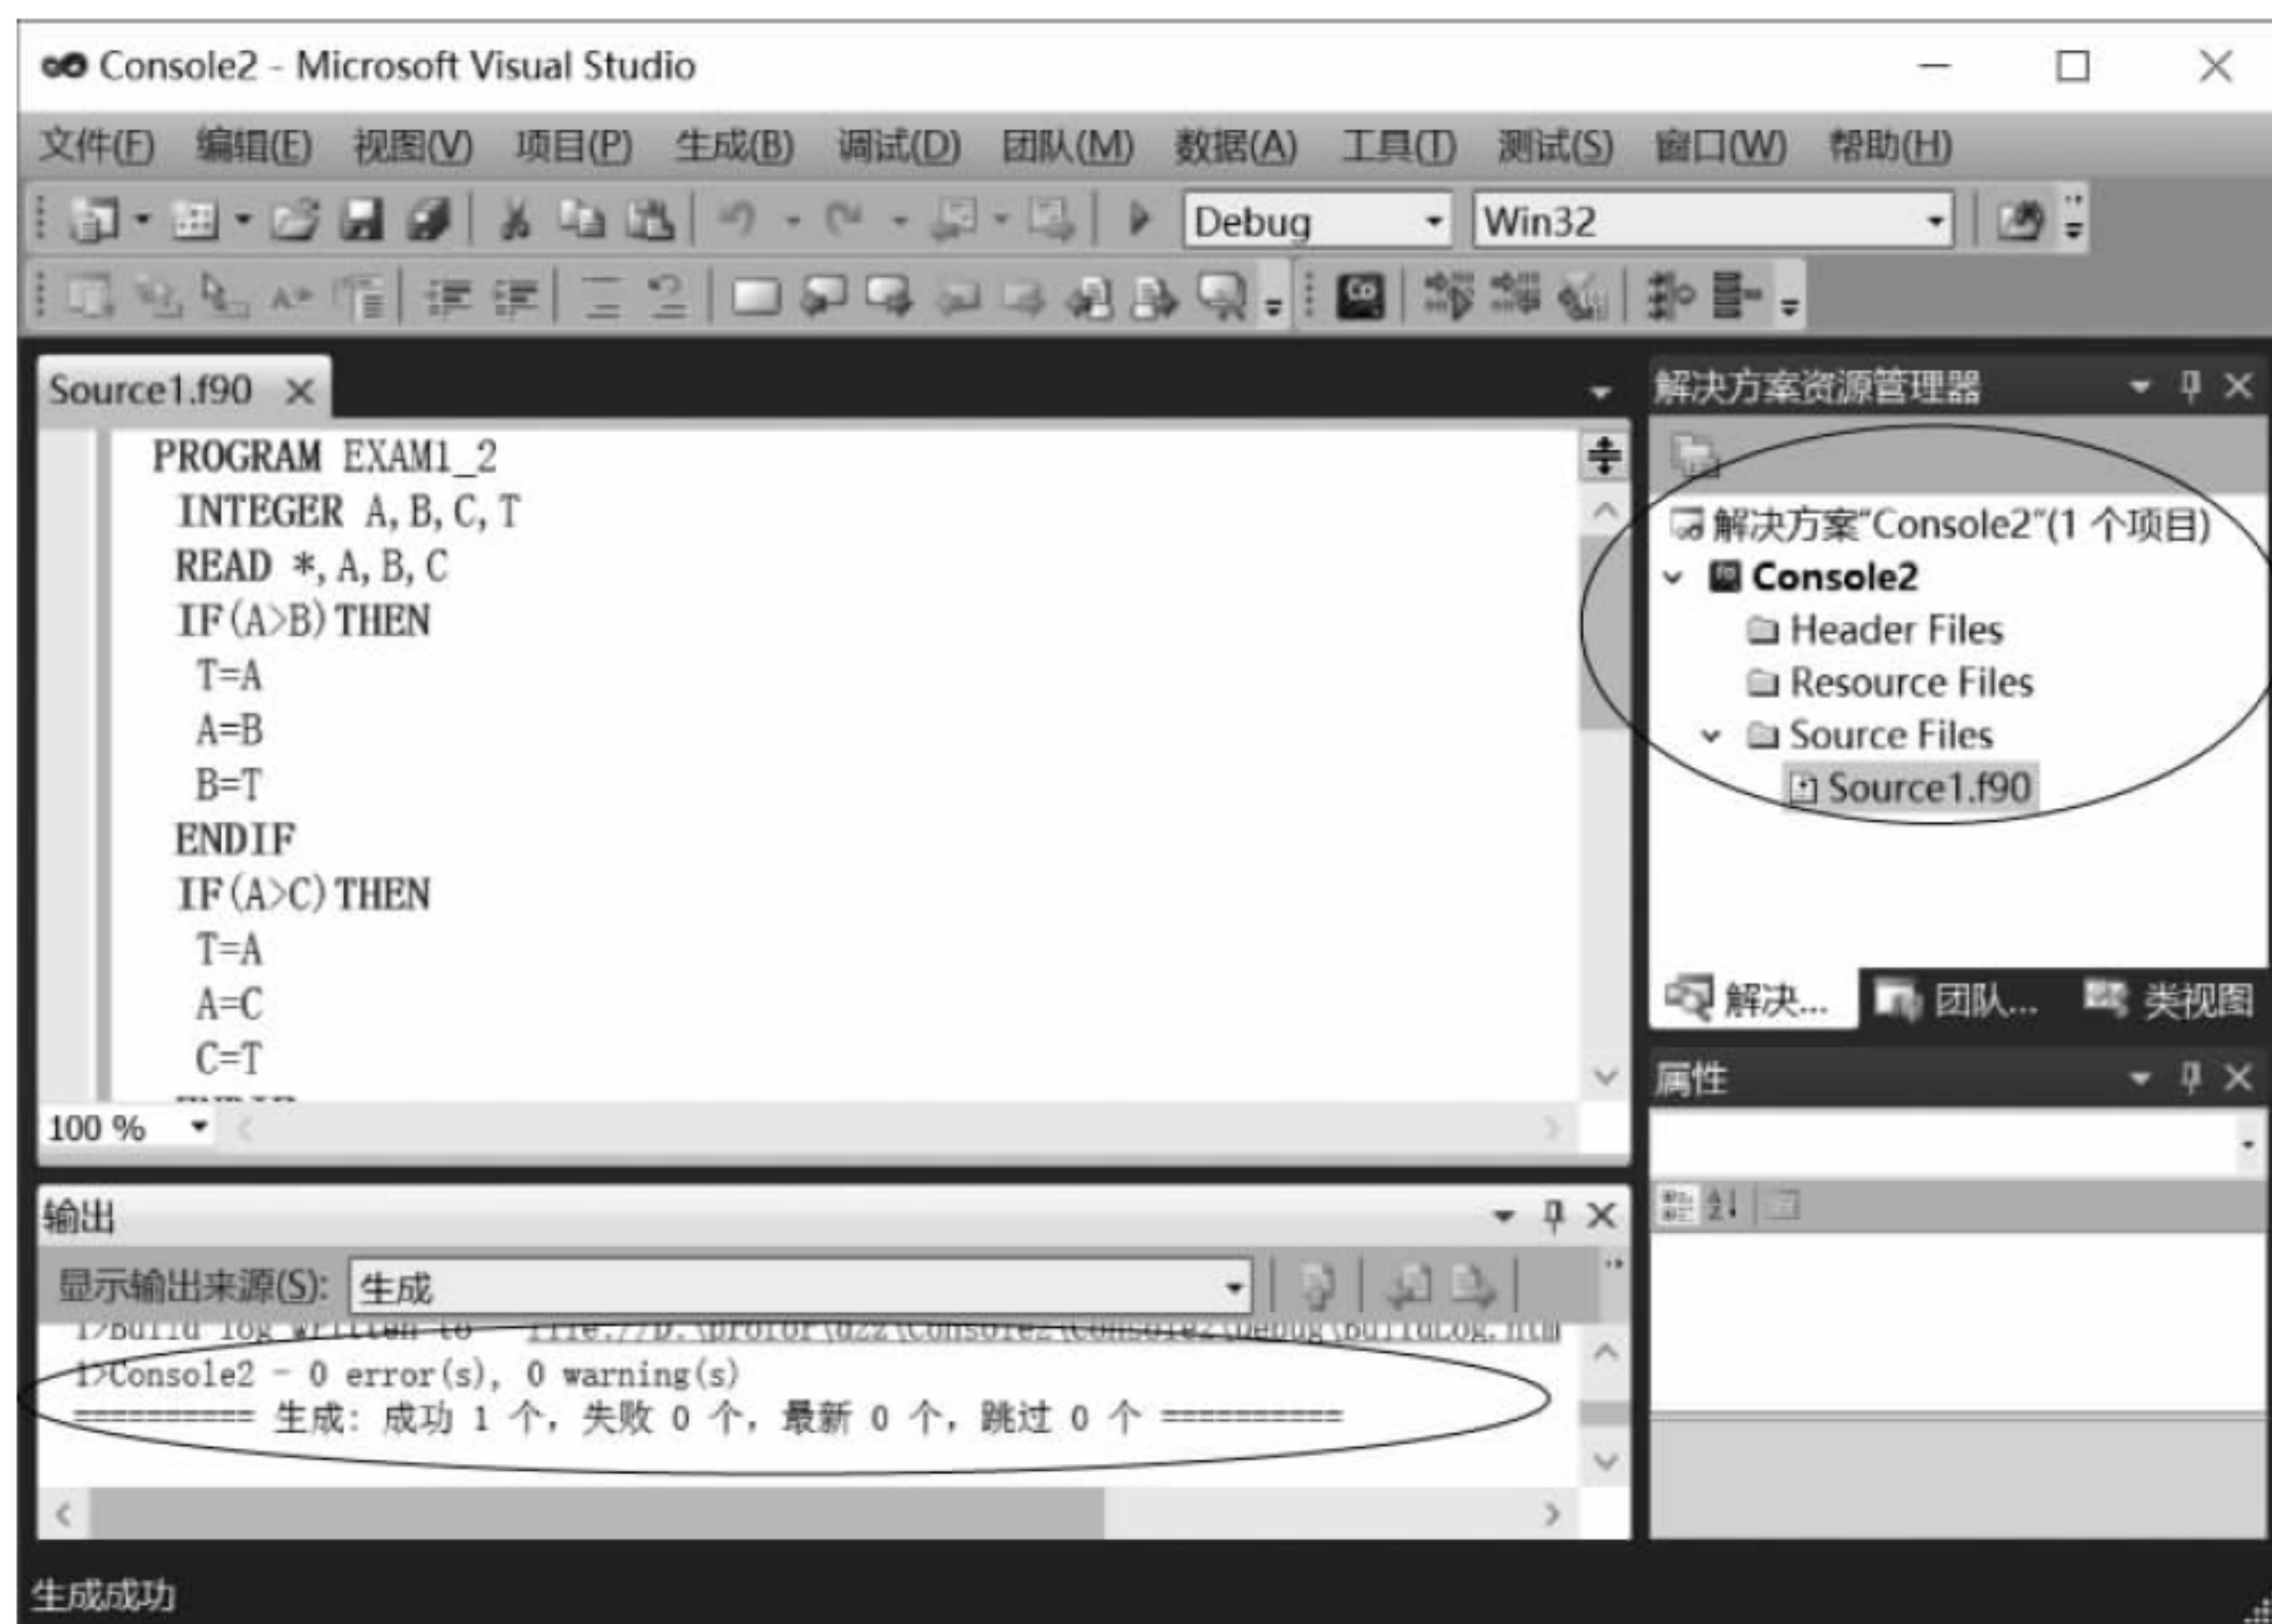 Console2 - Microsoft Visual Studio
文件(F) 编辑(E) 视图(V) 项目(P) 生成(B) 调试(D) 团队(M) 数据(A) 工具(T) 测试(S) 窗口(W) 帮助(H)
Debug Win32
Source1.f90
PROGRAM EXAM1_2
INTEGER A,B,C,T
READ *,A,B,C
IF(A>B)THEN
T=A
A=B
B=T
ENDIF
IF(A>C)THEN
T=A
A=C
C=T
100 %
解决方案资源管理器
解决方案"Console2"(1 个项目)
Console2
Header Files
Resource Files
Source Files
Source1.f90
解决... 团队... 类视图
属性
输出
显示输出来源(S): 生成
1>Build log written to file://D:\
1>Console2 - 0 error(s), 0 warning(s)
========== 生成: 成功 1 个，失败 0 个，最新 0 个，跳过 0 个 ==========
生成成功